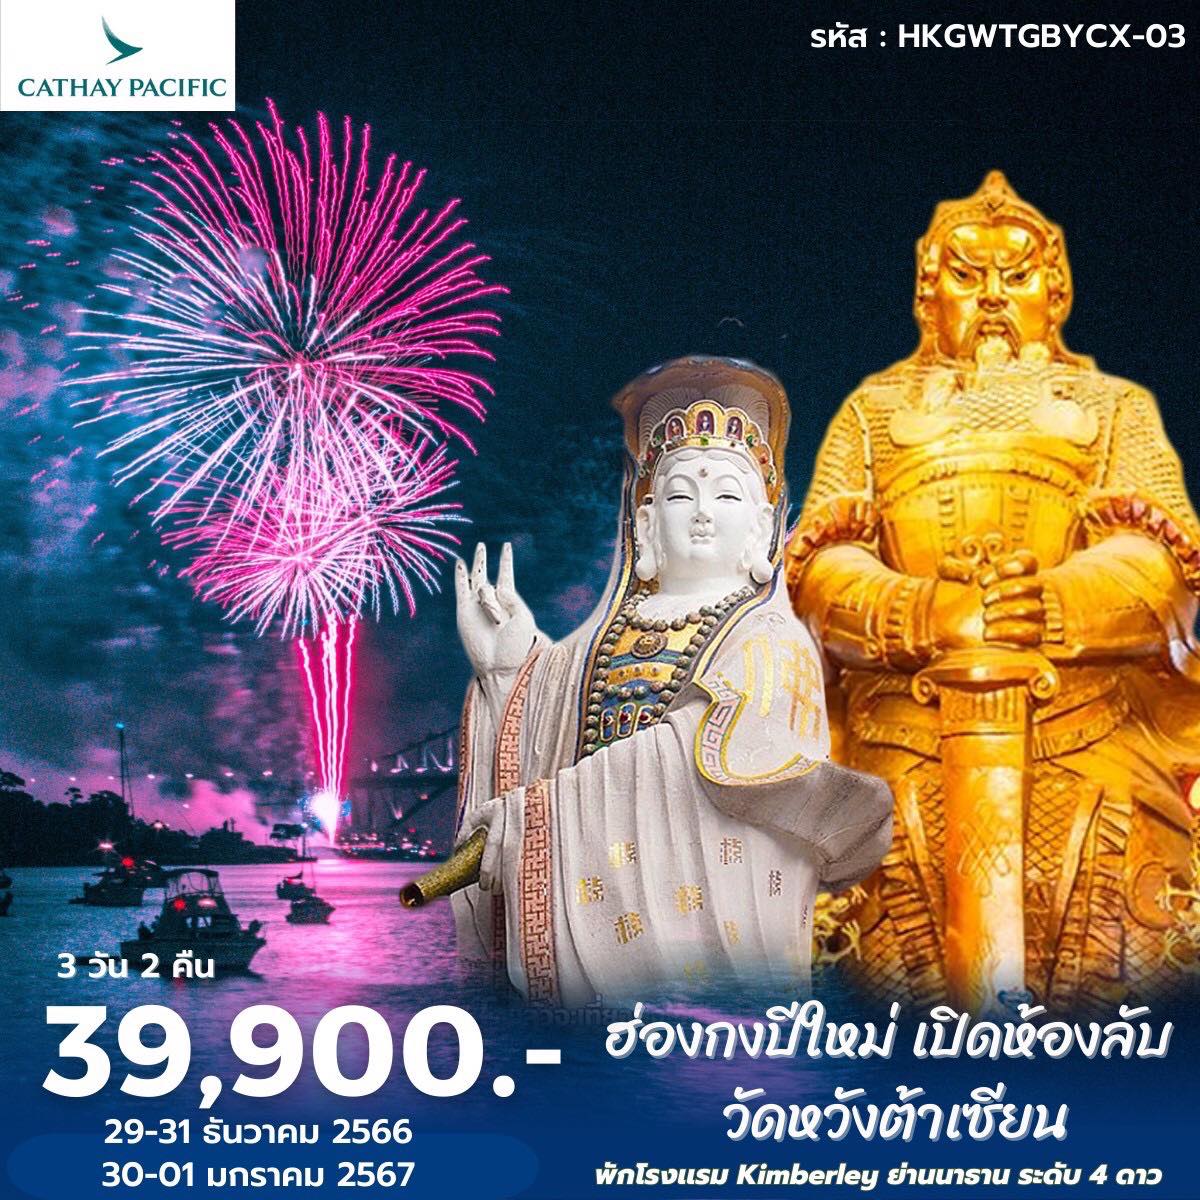 CATHAY PACIFIC
รหัส : HKGWTGBYCX-03
3 วัน 2 คืน
39,900.-
29-31 ธันวาคม 2566
30-01 มกราคม 2567
ฮ่องกงปีใหม่ เปิดห้องลับ
วัดหวังต้าเซียน
พักโรงแรม Kimberley ย่านนาธาน ระดับ 4 ดาว